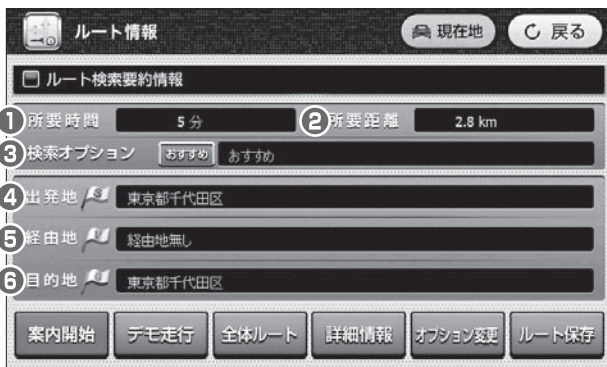 ルート情報 現在地 戻る
ルート検索要約情報
1 所要時間 5 分 2 所要距離 2.8 km
3 検索オプション おすすめ おすすめ
4 出発地 S 東京都千代田区
5 経由地 経由地無し
6 目的地 東京都千代田区
案内開始 デモ走行 全体ルート 詳細情報 オプション変更 ルート保存